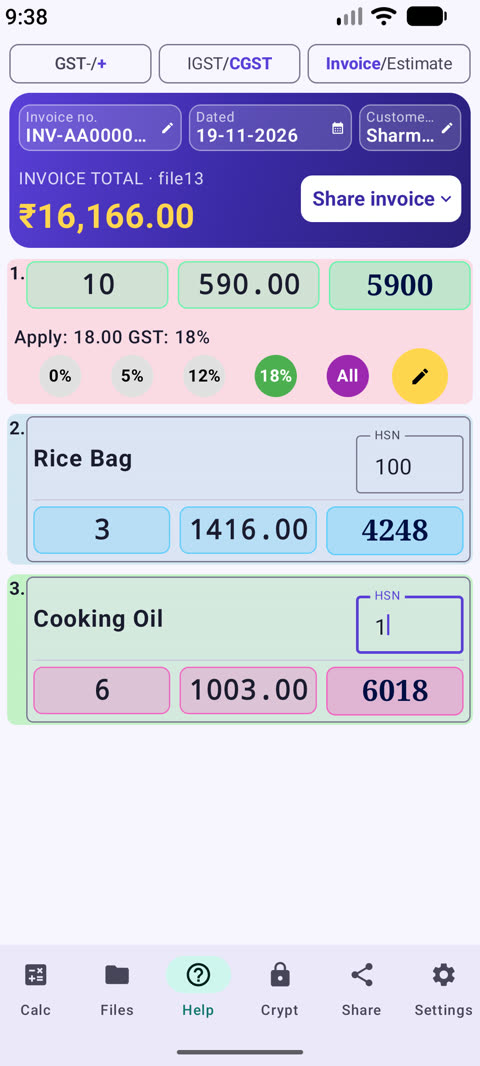 9:38
GST-/+
IGST/CGST
Invoice/Estimate
Invoice no.
INV-AA0000...
Dated
19-11-2026
Custome...
Sharm...
INVOICE TOTAL · file13
₹16,166.00
Share invoice
1.
10
590.00
5900
Apply: 18.00 GST: 18%
0%
5%
12%
18%
All
2.
Rice Bag
HSN
100
3
1416.00
4248
3.
Cooking Oil
HSN
1
6
1003.00
6018
Calc
Files
Help
Crypt
Share
Settings